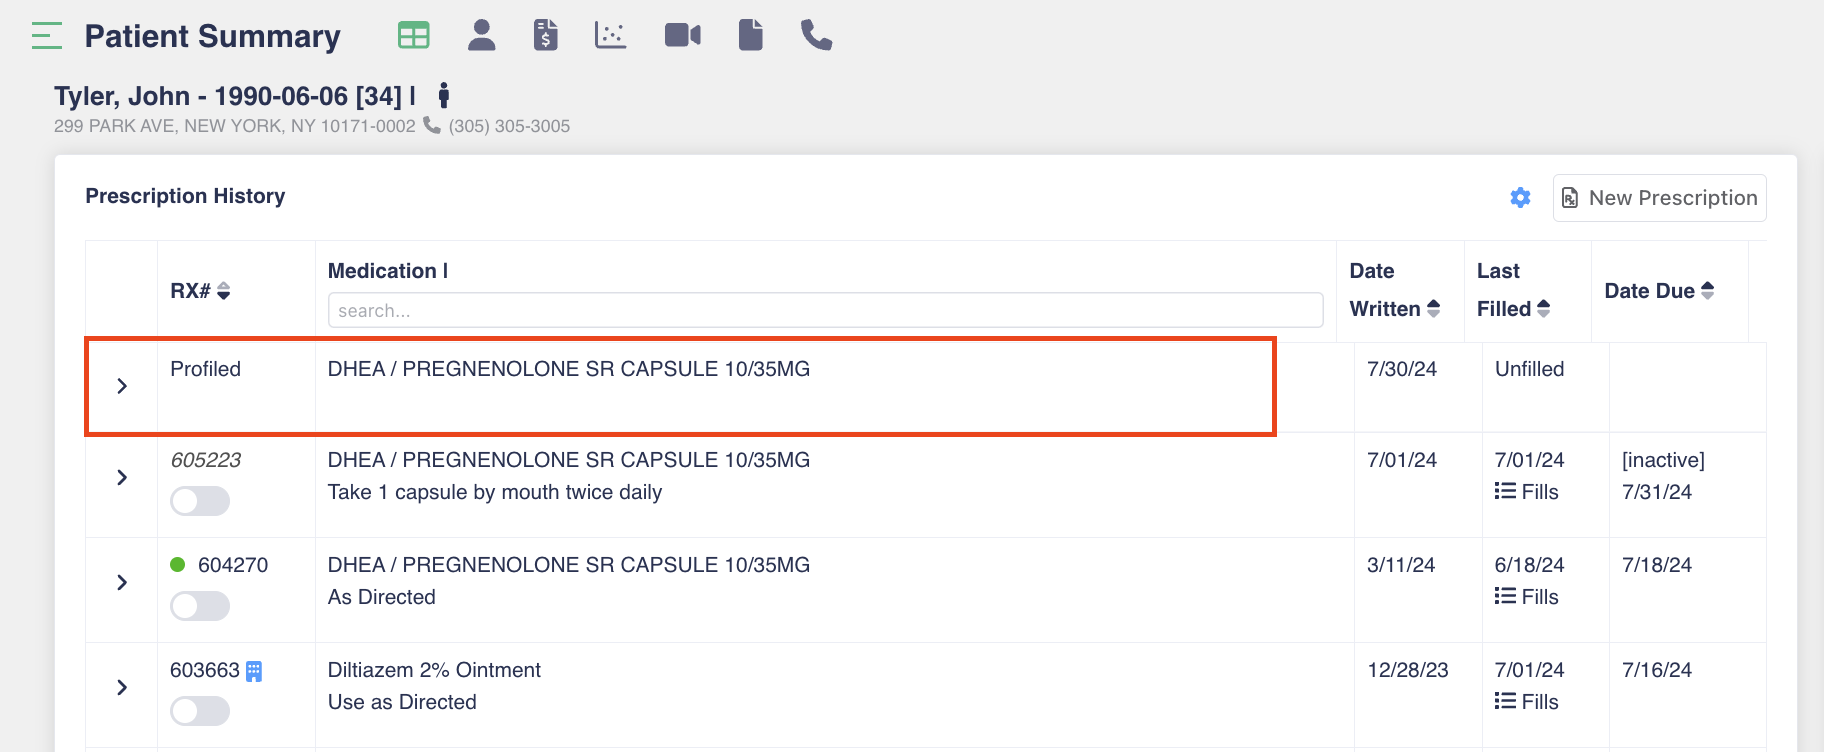 Patient Summary
Tyler, John - 1990-06-06 [34] |
299 PARK AVE, NEW YORK, NY 10171-0002 (305) 305-3005
Prescription History
New Prescription
RX#
Medication |
search...
Date Written
Last Filled
Date Due
Profiled
DHEA / PREGNENOLONE SR CAPSULE 10/35MG
7/30/24
Unfilled
605223
DHEA / PREGNENOLONE SR CAPSULE 10/35MG
Take 1 capsule by mouth twice daily
7/01/24
7/01/24
Fills
[inactive]
7/31/24
604270
DHEA / PREGNENOLONE SR CAPSULE 10/35MG
As Directed
3/11/24
6/18/24
Fills
7/18/24
603663
Diltiazem 2% Ointment
Use as Directed
12/28/23
7/01/24
Fills
7/16/24